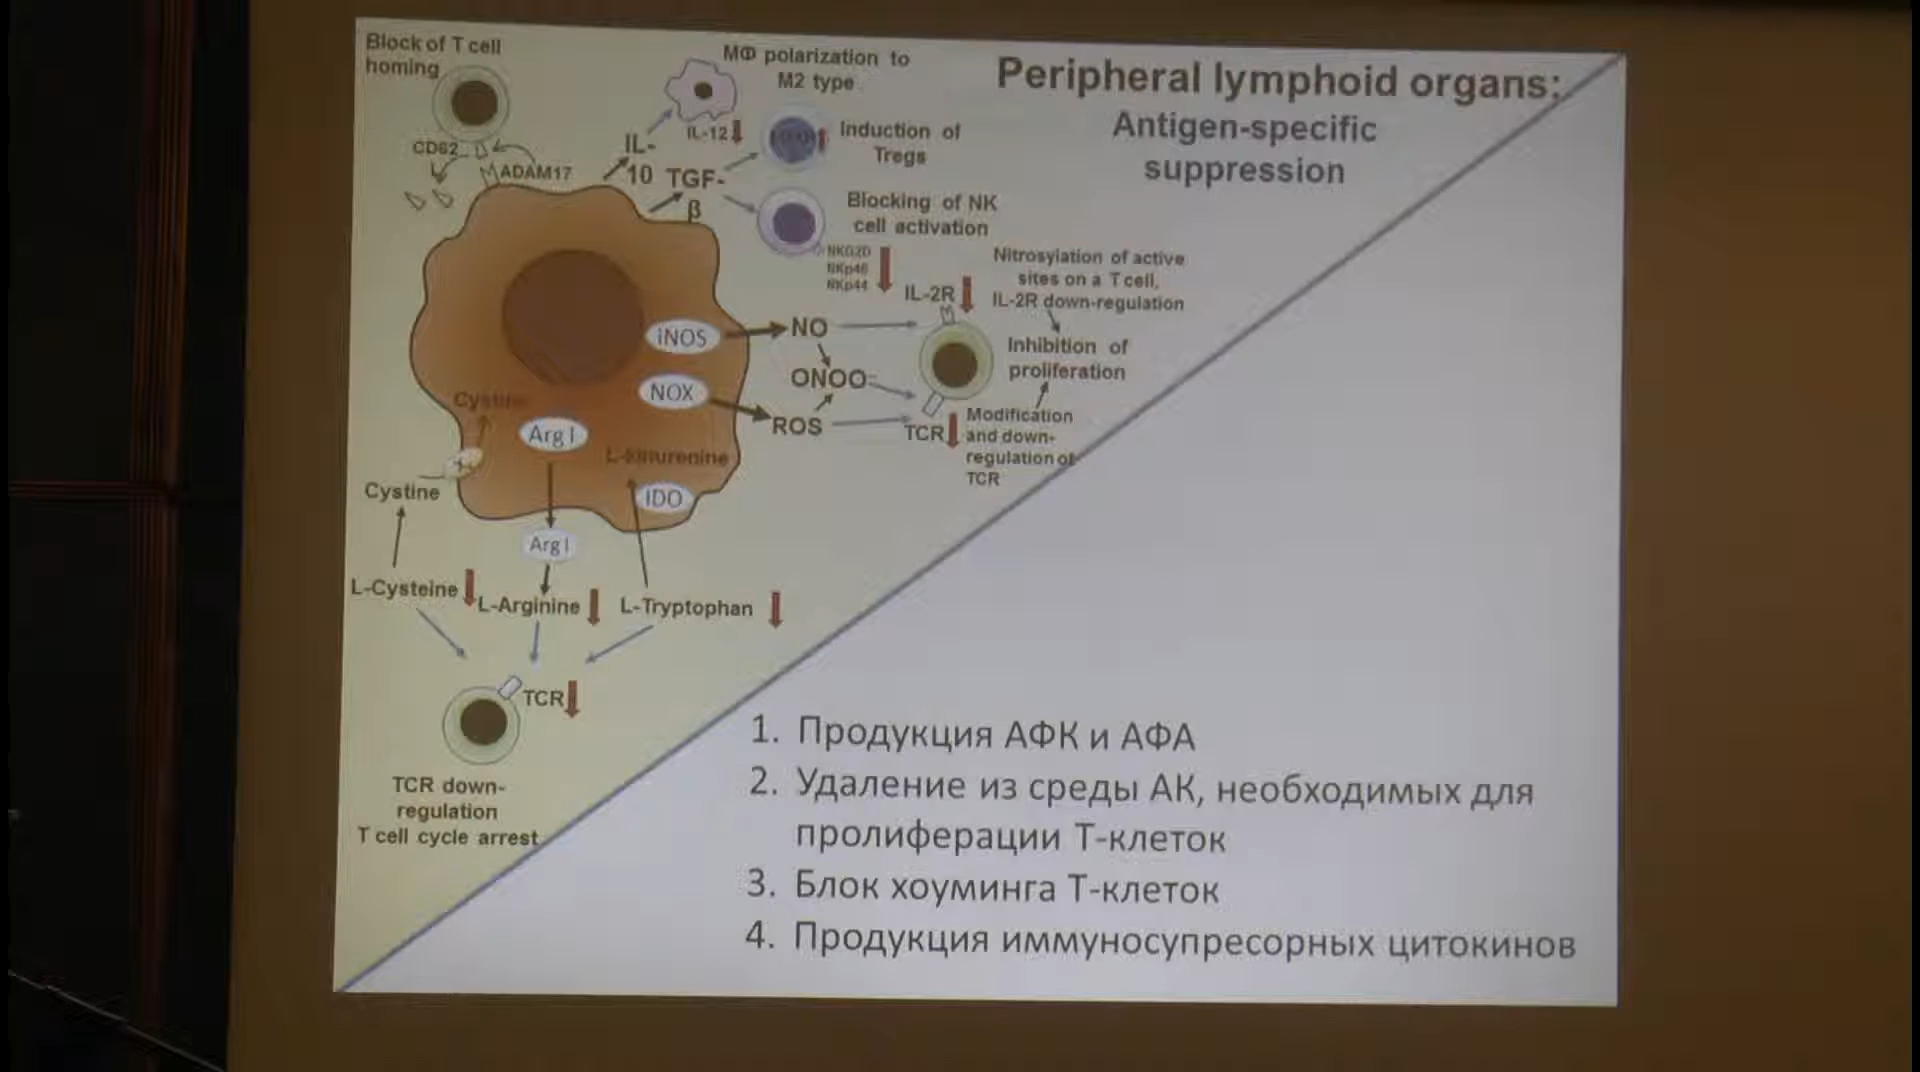 Block of T cell
homing
CD62
ADAM17
МФ polarization to
M2 type
IL-12
IL-
10
TGF-
β
Induction of
Tregs
Blocking of NK
cell activation
NKG2D
NKp46
NKp44
Peripheral lymphoid organs:
Antigen-specific
suppression
IL-2R
Nitrosylation of active
sites on a T cell,
IL-2R down-regulation
iNOS
NO
Inhibition of
proliferation
NOX
ONOO-
ROS
TCR
Modification
and down-
regulation of
TCR
Cystine
Arg I
L-kinurenine
IDO
Cystine
Arg I
L-Cysteine
L-Arginine
L-Tryptophan
TCR
TCR down-
regulation
T cell cycle arrest
1. Продукция АФК и АФА
2. Удаление из среды АК, необходимых для
пролиферации Т-клеток
3. Блок хоуминга Т-клеток
4. Продукция иммуносупресорных цитокинов